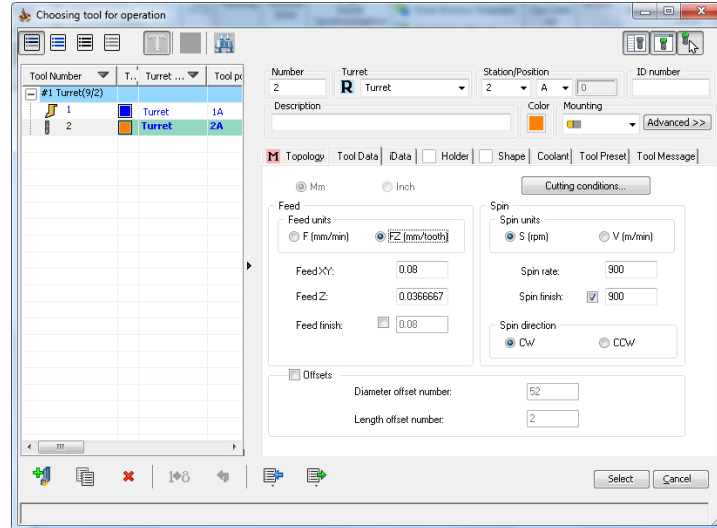 Choosing tool for operation
Tool Number T.. Turret ... Tool po
#1 Turret(9/2)
1 Turret 1A
2 Turret 2A
Number Turret Station/Position ID number
2 R Turret 2 A 0
Description Color Mounting
Advanced >>
M Topology Tool Data iData Holder Shape Coolant Tool Preset Tool Message
Mm Inch Cutting conditions...
Feed Spin
Feed units Spin units
F (mm/min) FZ (mm/tooth) S (rpm) V (m/min)
Feed XY: 0.08 Spin rate: 900
Feed Z: 0.0366667 Spin finish: 900
Feed finish: 0.08 Spin direction
CW CCW
Offsets
Diameter offset number: 52
Length offset number: 2
Select Cancel